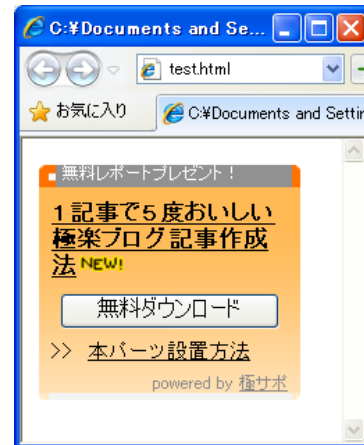 C:¥Documents and Se...
test.html
お気に入り
C:¥Documents and Settin
無料レポートプレゼント！
１記事で５度おいしい
極楽ブログ記事作成
法 NEW!
無料ダウンロード
>> 本パーツ設置方法
powered by 極サポ